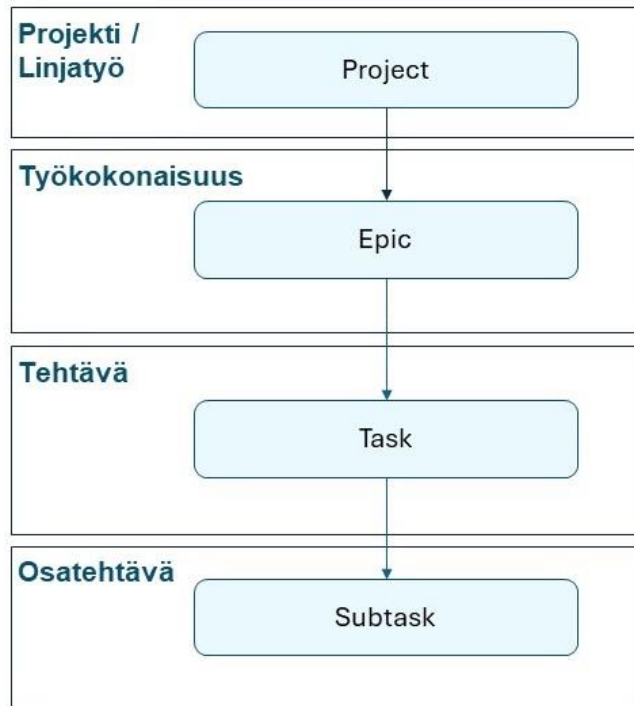 Projekti /
Linjatyö
Project
Työkokonaisuus
Epic
Tehtävä
Task
Osatehtävä
Subtask